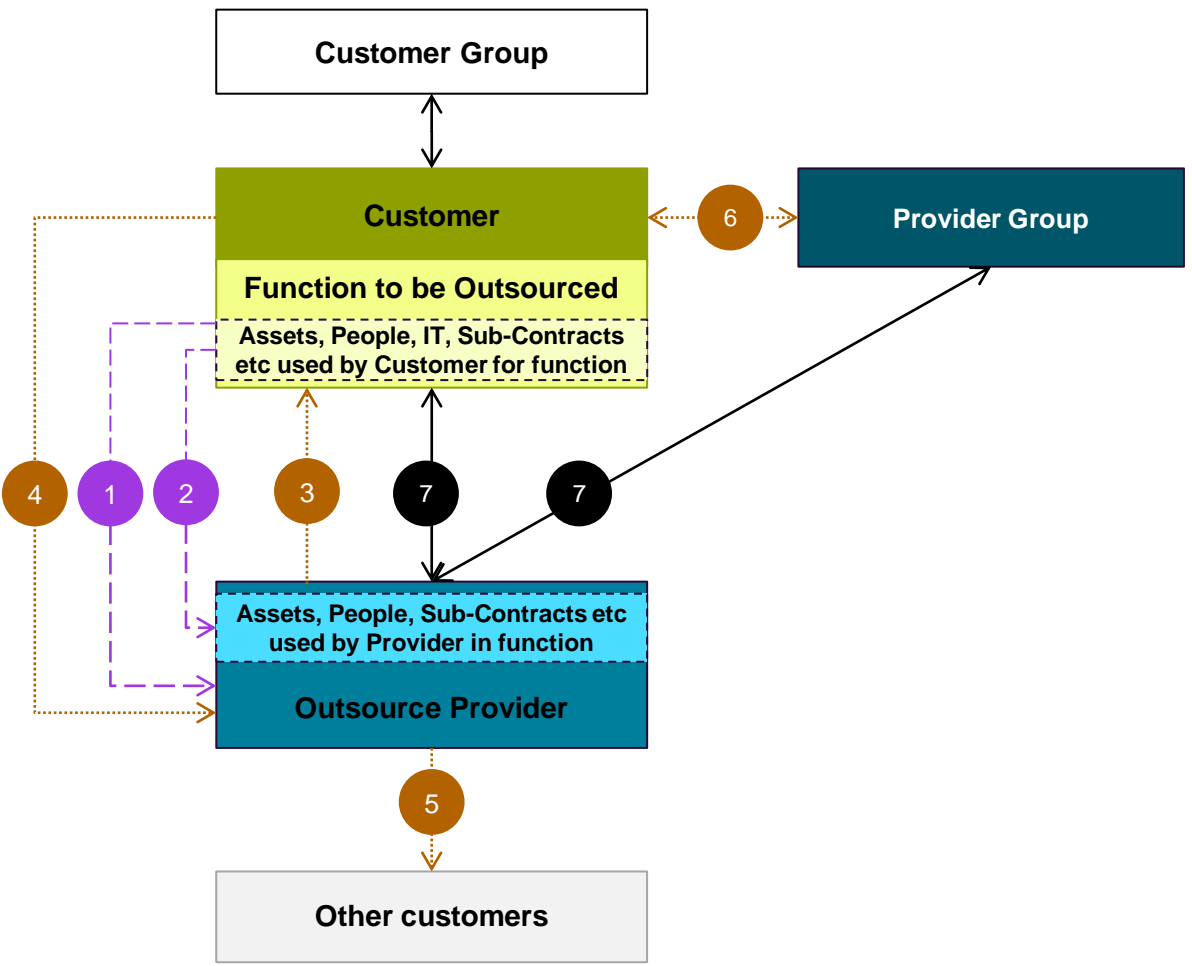 Customer Group
Customer
6
Provider Group
Function to be Outsourced
Assets, People, IT, Sub-Contracts
etc used by Customer for function
4
1
2
3
7
7
Assets, People, Sub-Contracts etc
used by Provider in function
Outsource Provider
5
Other customers